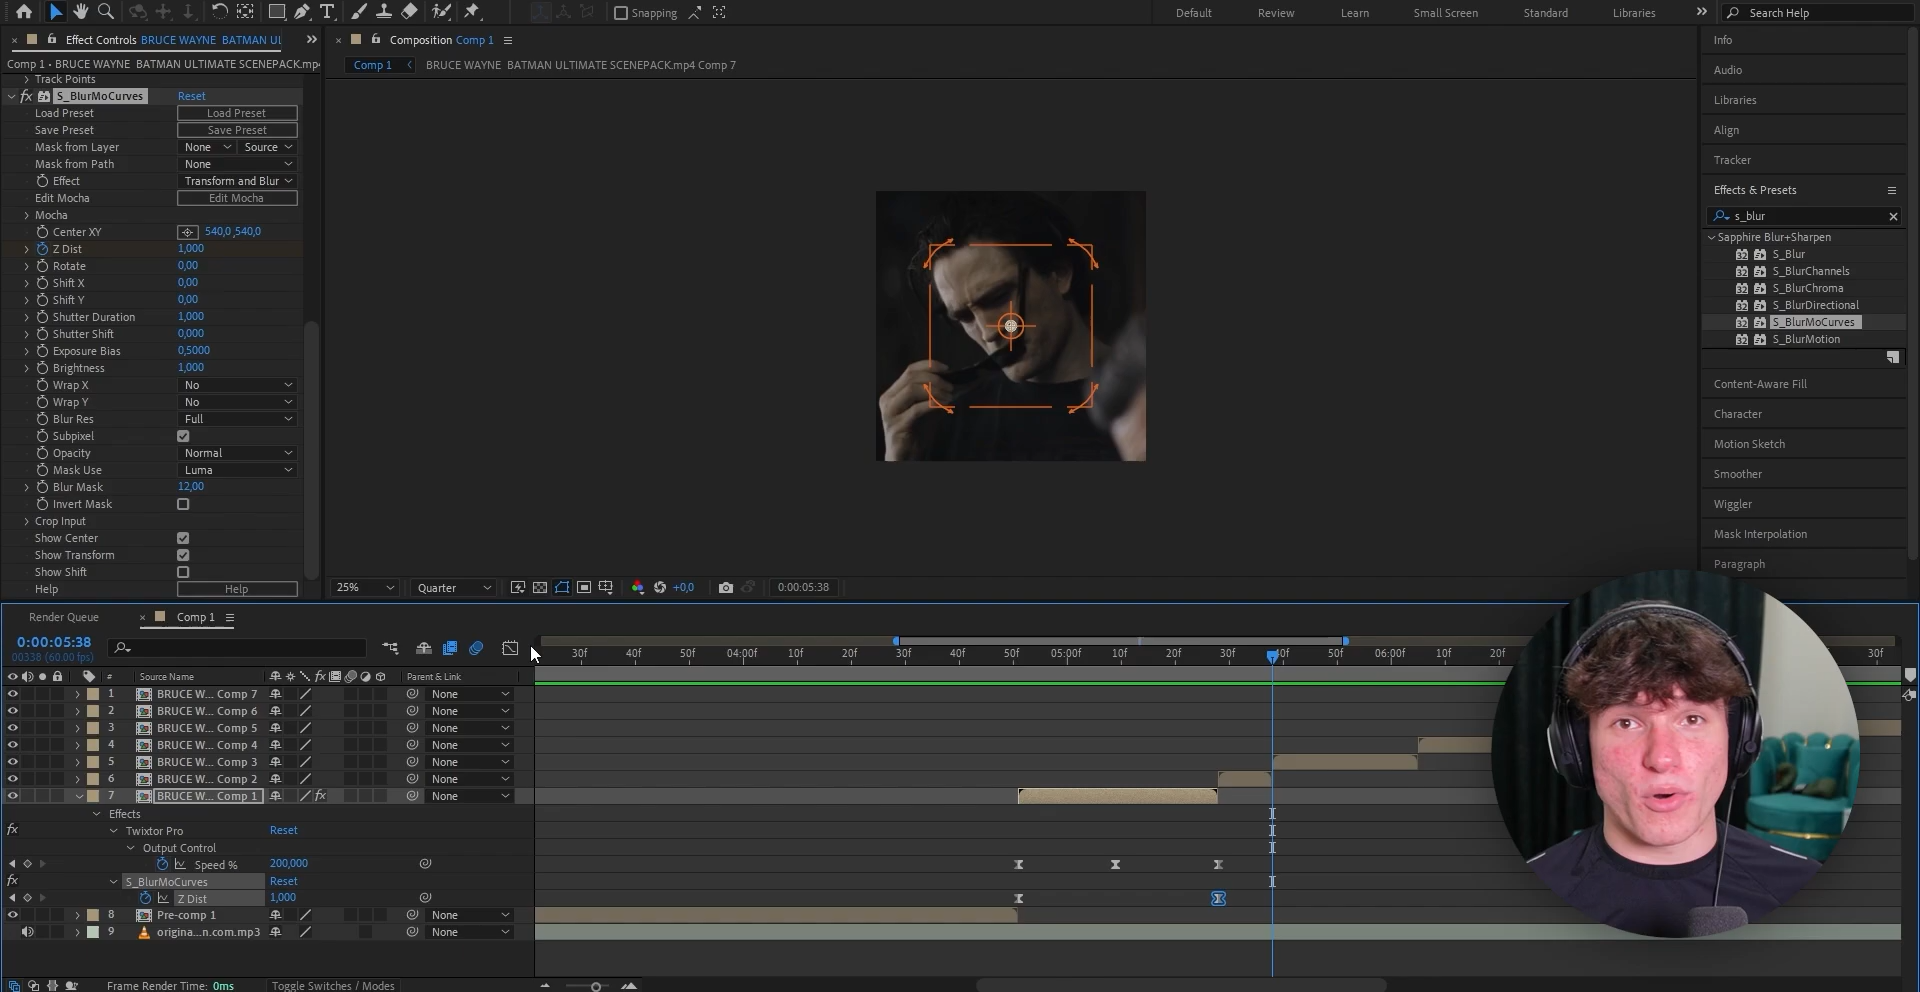 Snapping
Default
Review
Learn
Small Screen
Standard
Libraries
Search Help
Effect Controls BRUCE WAYNE BATMAN UL
Comp 1 • BRUCE WAYNE BATMAN ULTIMATE SCENEPACK.mp4
Track Points
fx S_BlurMoCurves Reset
Load Preset Load Preset
Save Preset Save Preset
Mask from Layer None Source
Mask from Path None
Effect Transform and Blur
Edit Mocha Edit Mocha
Mocha
Center XY 540,0,540,0
Z Dist 1,000
Rotate 0,00
Shift X 0,00
Shift Y 0,00
Shutter Duration 1,000
Shutter Shift 0,000
Exposure Bias 0,5000
Brightness 1,000
Wrap X No
Wrap Y No
Blur Res Full
Subpixel
Opacity Normal
Mask Use Luma
Blur Mask 12,00
Invert Mask
Crop Input
Show Center
Show Transform
Show Shift
Help Help
Composition Comp 1
Comp 1 BRUCE WAYNE BATMAN ULTIMATE SCENEPACK.mp4 Comp 7
25% Quarter +0,0 0:00:05:38
Info
Audio
Libraries
Align
Tracker
Effects & Presets
s_blur
Sapphire Blur+Sharpen
32 S_Blur
32 S_BlurChannels
32 S_BlurChroma
32 S_BlurDirectional
32 S_BlurMoCurves
32 S_BlurMotion
Content-Aware Fill
Character
Motion Sketch
Smoother
Wiggler
Mask Interpolation
Paragraph
Render Queue Comp 1
0:00:05:38
00338 (60.00 fps)
30f 40f 50f 04:00f 10f 20f 30f 40f 50f 05:00f 10f 20f 30f 40f 50f 06:00f 10f 20f 30f
# Source Name fx Parent & Link
1 BRUCE W... Comp 7 None
2 BRUCE W... Comp 6 None
3 BRUCE W... Comp 5 None
4 BRUCE W... Comp 4 None
5 BRUCE W... Comp 3 None
6 BRUCE W... Comp 2 None
7 BRUCE W... Comp 1 fx None
Effects
fx Twixtor Pro Reset
Output Control
Speed % 200,000
fx S_BlurMoCurves Reset
Z Dist 1,000
8 Pre-comp 1 None
9 origina...n.com.mp3 None
Frame Render Time: 0ms Toggle Switches / Modes